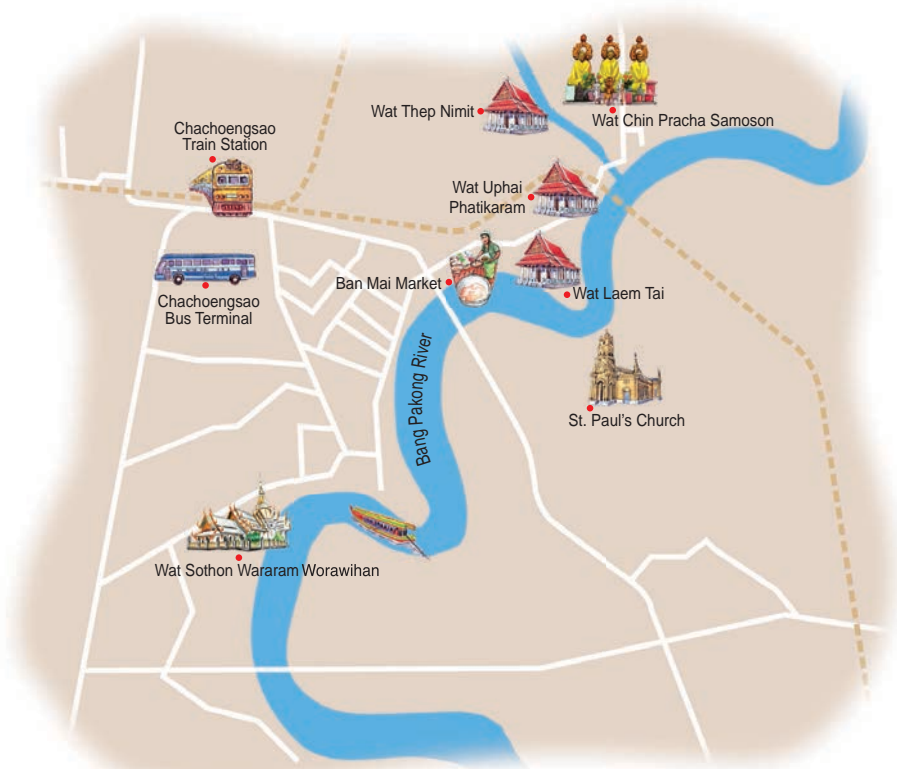 Wat Thep Nimit
Wat Chin Pracha Samoson
Chachoengsao
Train Station
Wat Uphai
Phatikaram
Ban Mai Market
Wat Laem Tai
Chachoengsao
Bus Terminal
Bang Pakong River
St. Paul's Church
Wat Sothon Wararam Worawihan